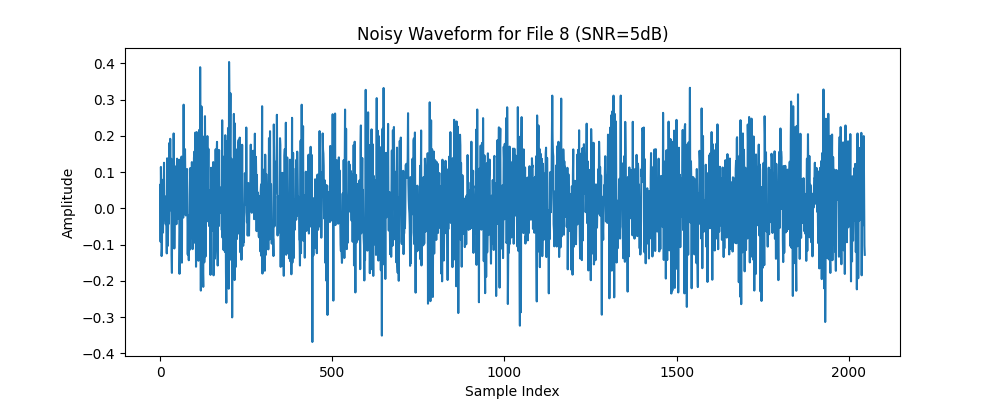 Noisy Waveform for File 8 (SNR=5dB)
0.4
0.3
0.2
0.1
0.0
−0.1
−0.2
−0.3
−0.4
Amplitude
0 500 1000 1500 2000
Sample Index